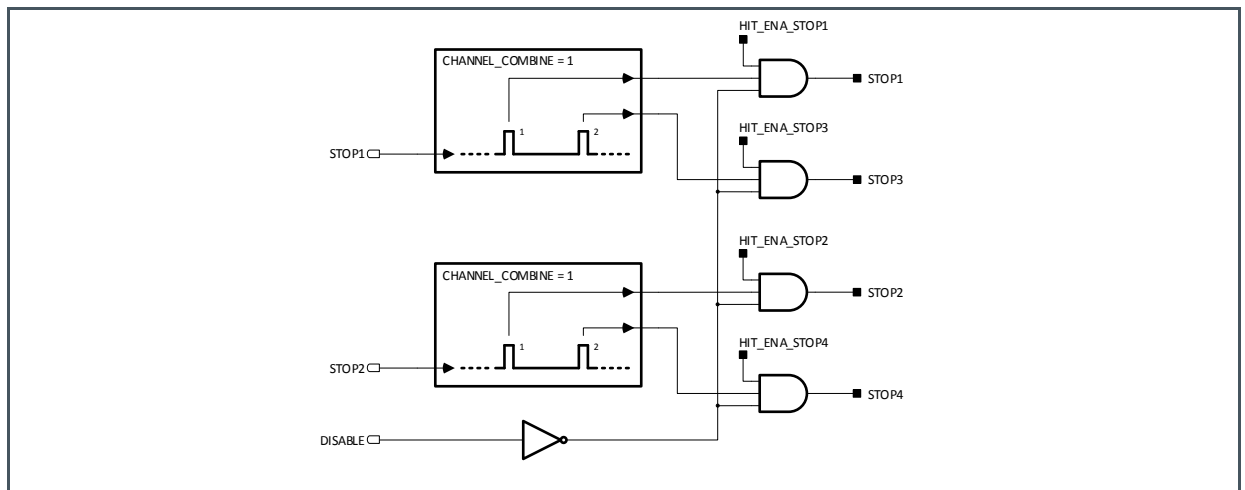 HIT_ENA_STOP1
CHANNEL_COMBINE = 1
STOP1
1
2
STOP1
HIT_ENA_STOP3
STOP3
HIT_ENA_STOP2
CHANNEL_COMBINE = 1
STOP2
1
2
STOP2
HIT_ENA_STOP4
STOP4
DISABLE